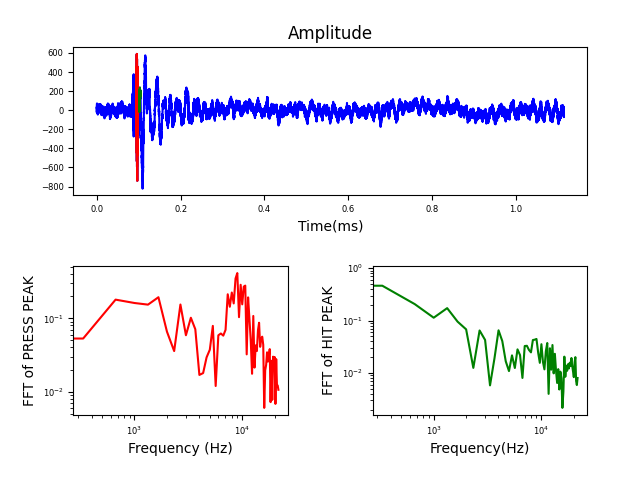 Amplitude
600
400
200
0
−200
−400
−600
−800
0.0 0.2 0.4 0.6 0.8 1.0
Time(ms)
FFT of PRESS PEAK
10⁻¹
10⁻²
10³ 10⁴
Frequency (Hz)
FFT of HIT PEAK
10⁰
10⁻¹
10⁻²
10³ 10⁴
Frequency(Hz)